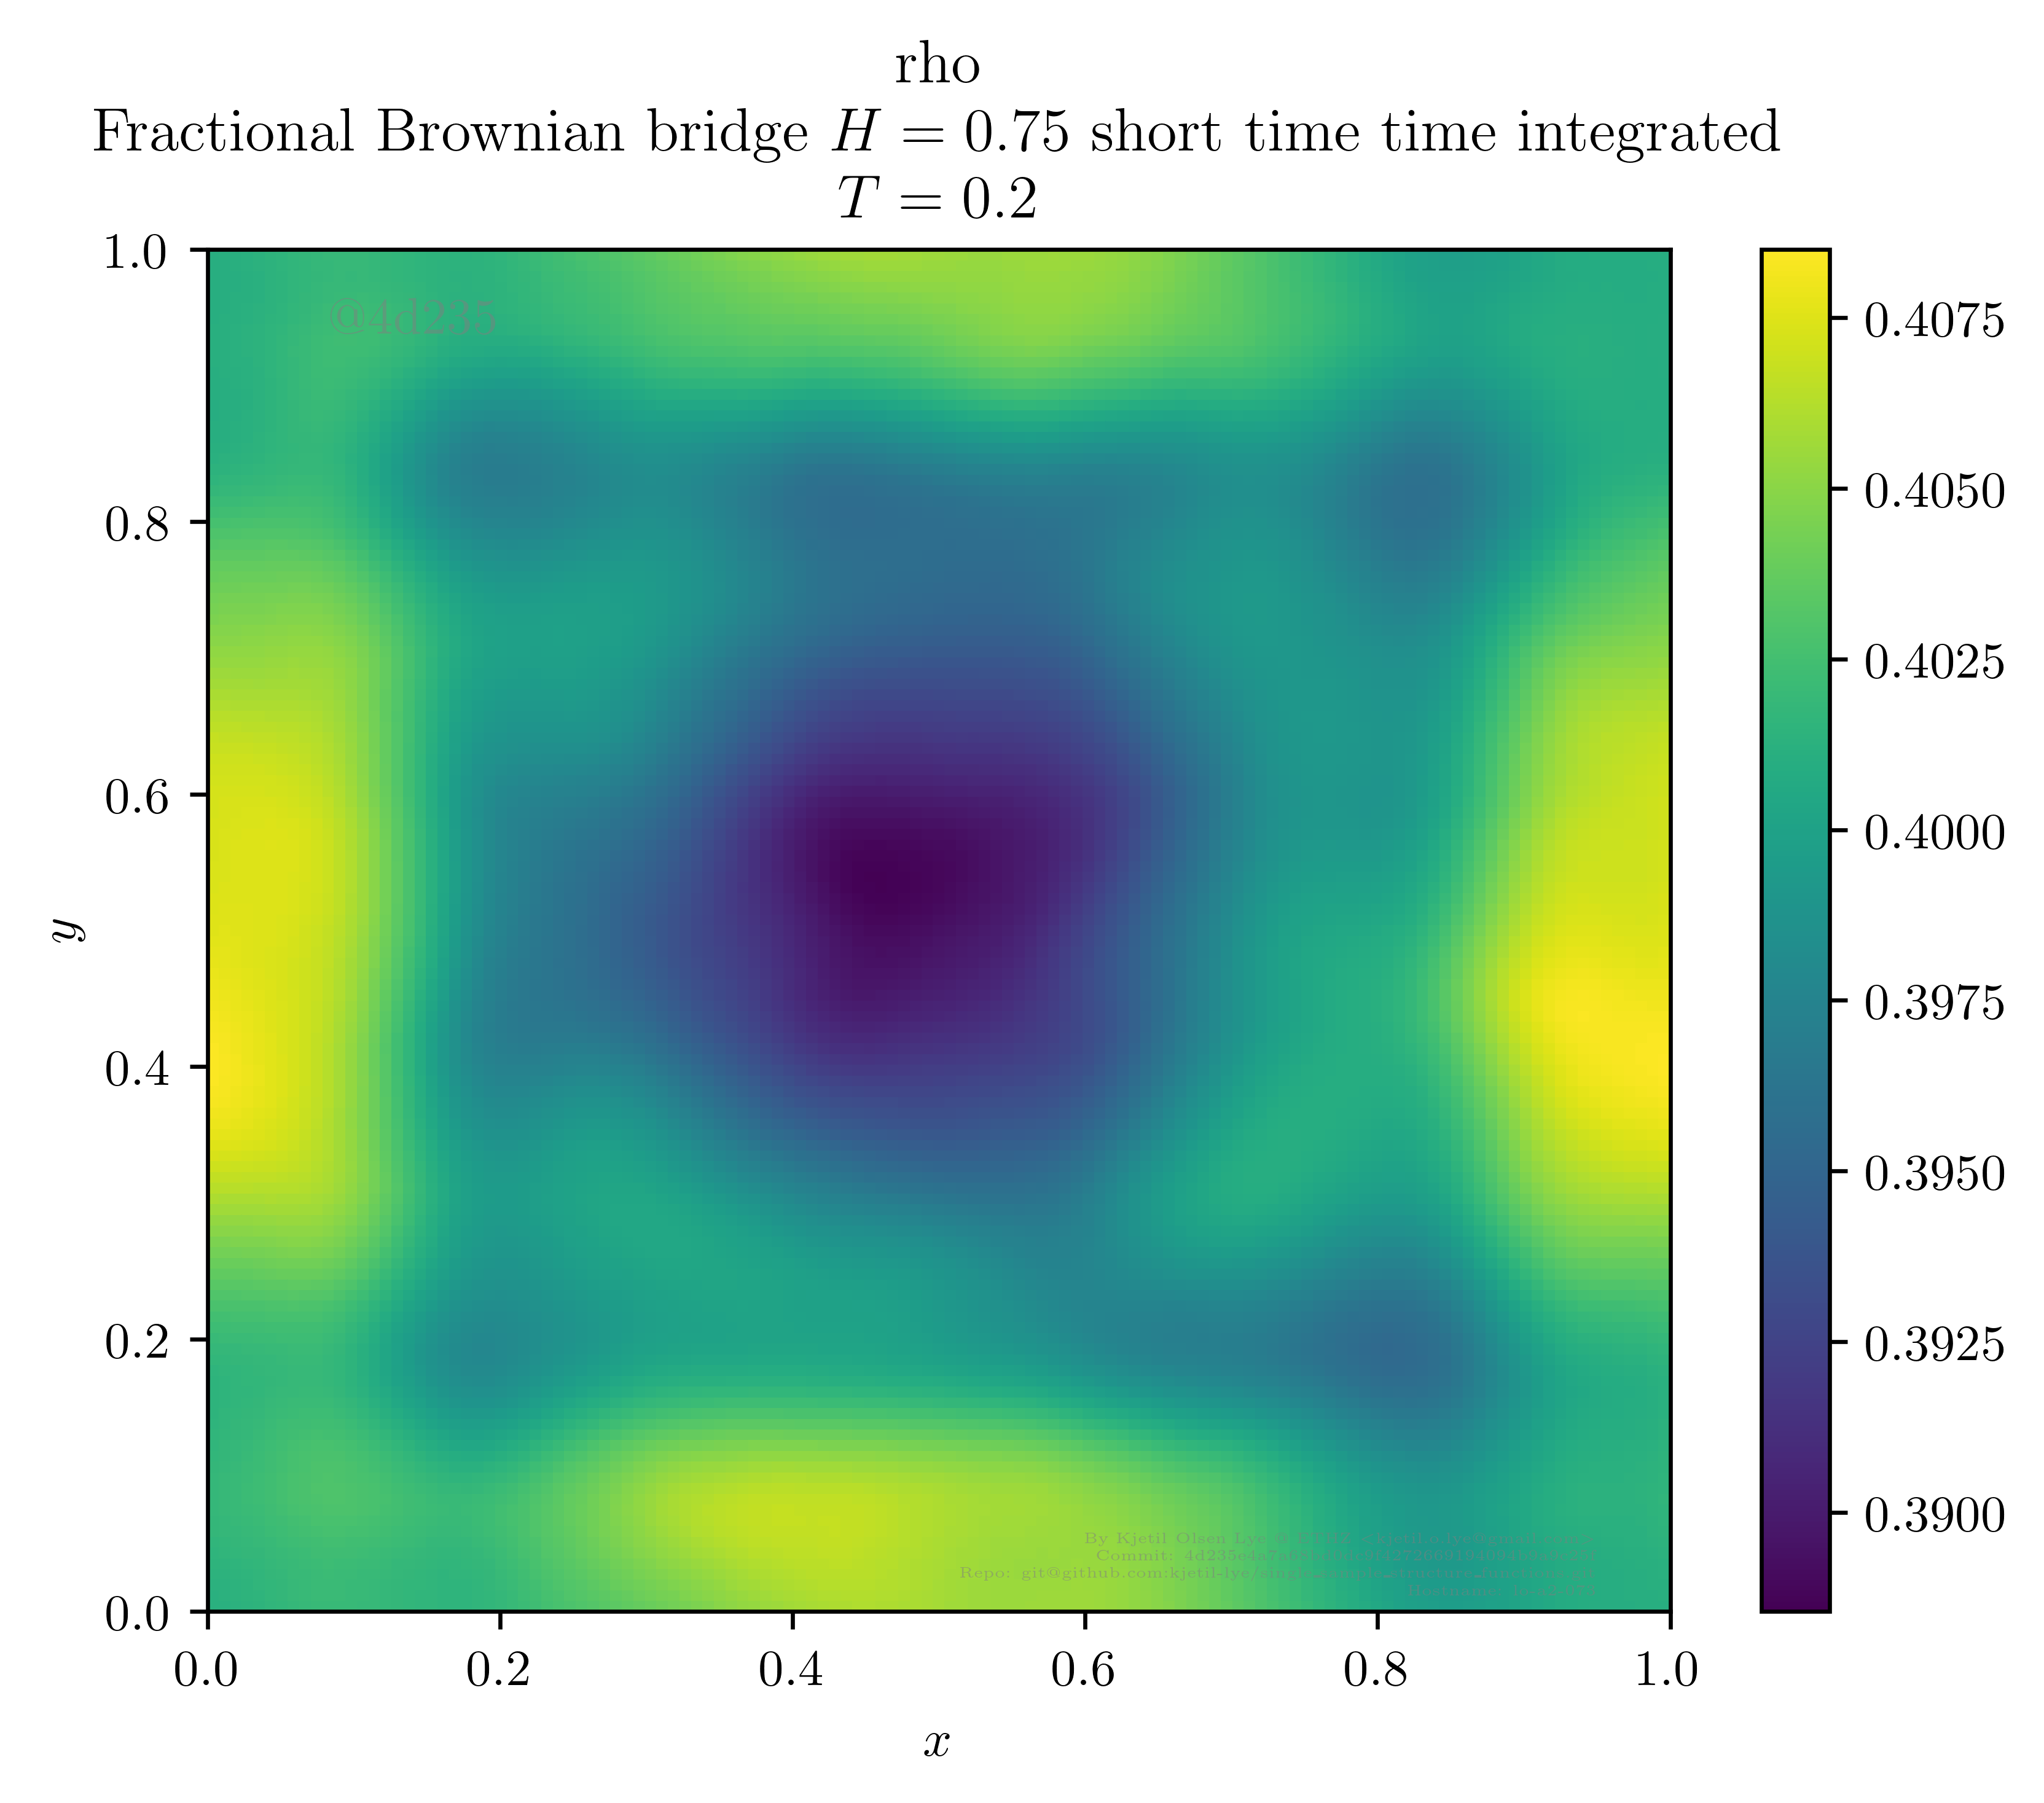 rho
Fractional Brownian bridge H = 0.75 short time time integrated
T = 0.2
1.0
@4d235
0.8
0.6
0.4
0.2
0.0
y
0.0 0.2 0.4 0.6 0.8 1.0
x
0.4075
0.4050
0.4025
0.4000
0.3975
0.3950
0.3925
0.3900
By Kjetil Olsen Lye
Commit:
Repo:
Hostname: